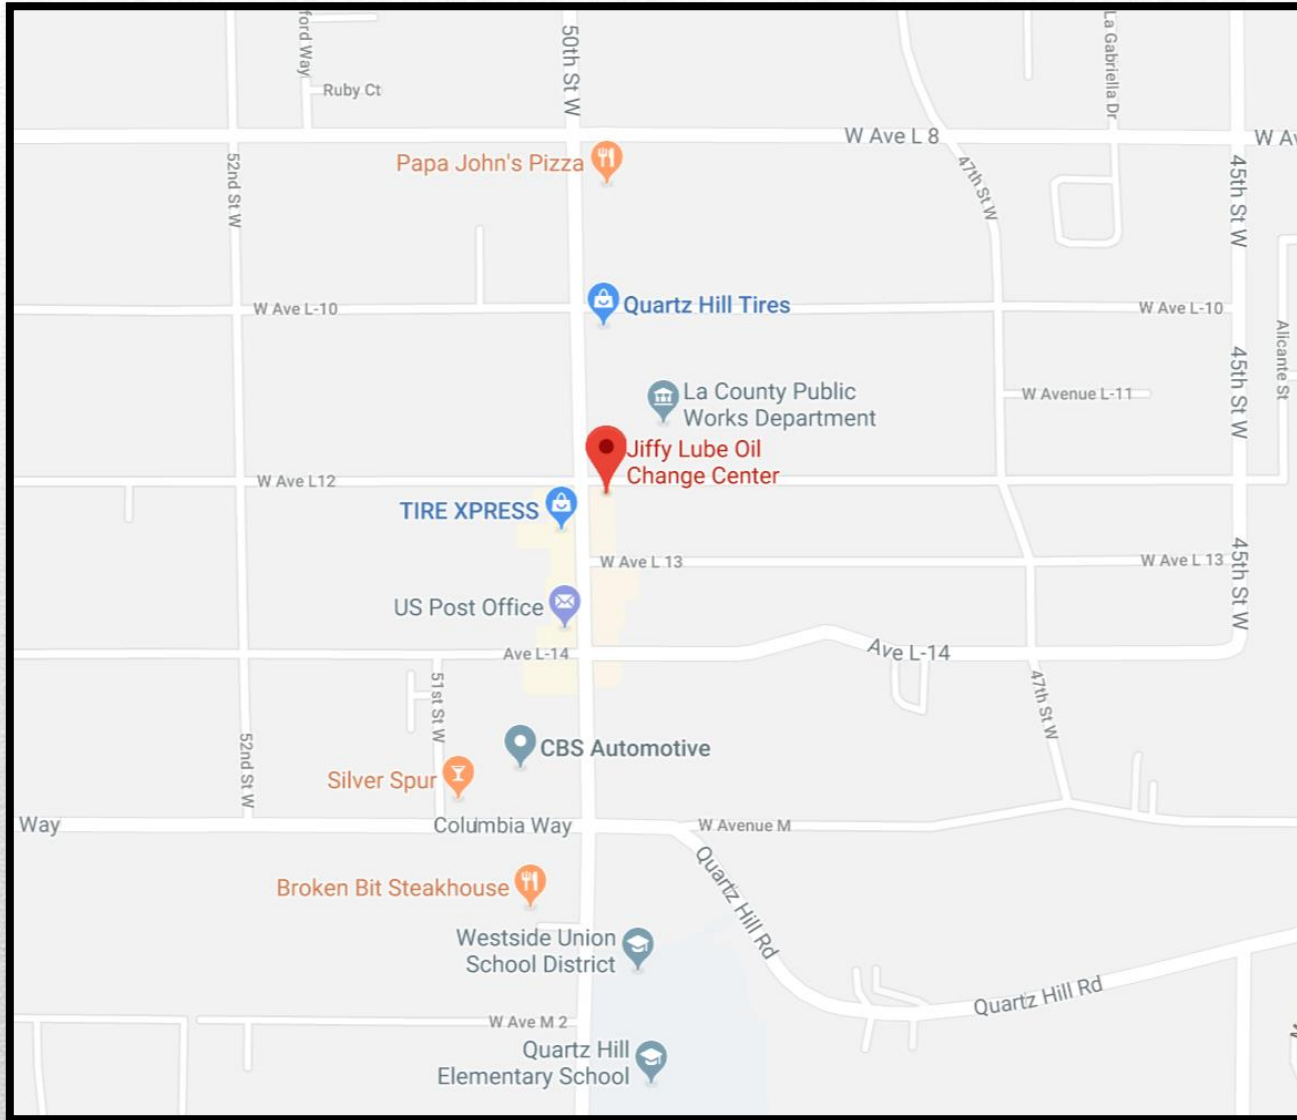 ford Way
50th St W
La Gabriella Dr
Ruby Ct
W Ave L 8
W Av
Papa John's Pizza
52nd St W
47th St W
45th St W
W Ave L-10
Quartz Hill Tires
W Ave L-10
Alicante St
45th St W
La County Public
Works Department
W Avenue L-11
Jiffy Lube Oil
Change Center
W Ave L12
TIRE XPRESS
W Ave L 13
W Ave L 13
45th St W
US Post Office
Ave L-14
Ave L-14
51st St W
47th St W
52nd St W
CBS Automotive
Silver Spur
Way
Columbia Way
W Avenue M
Quartz Hill Rd
Broken Bit Steakhouse
Westside Union
School District
Quartz Hill Rd
W Ave M 2
Quartz Hill
Elementary School